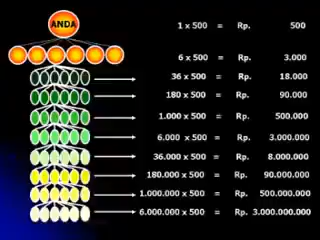 ANDA
1 x 500 = Rp. 500
6 x 500 = Rp. 3.000
36 x 500 = Rp. 18.000
180 x 500 = Rp. 90.000
1.000 x 500 = Rp. 500.000
6.000 x 500 = Rp. 3.000.000
36.000 x 500 = Rp. 8.000.000
180.000 x 500 = Rp. 90.000.000
1.000.000 x 500 = Rp. 500.000.000
6.000.000 x 500 = Rp. 3.000.000.000